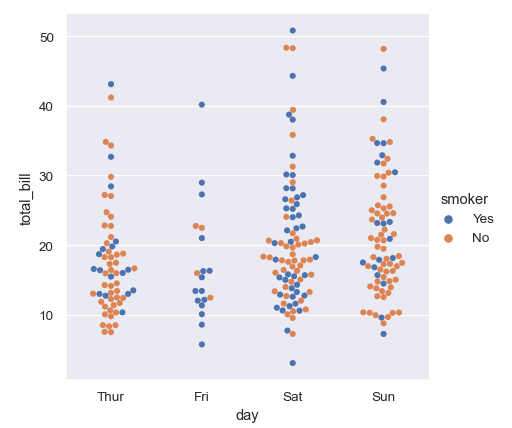 50
40
30
20
10
total_bill
Thur Fri Sat Sun
day
smoker
Yes
No